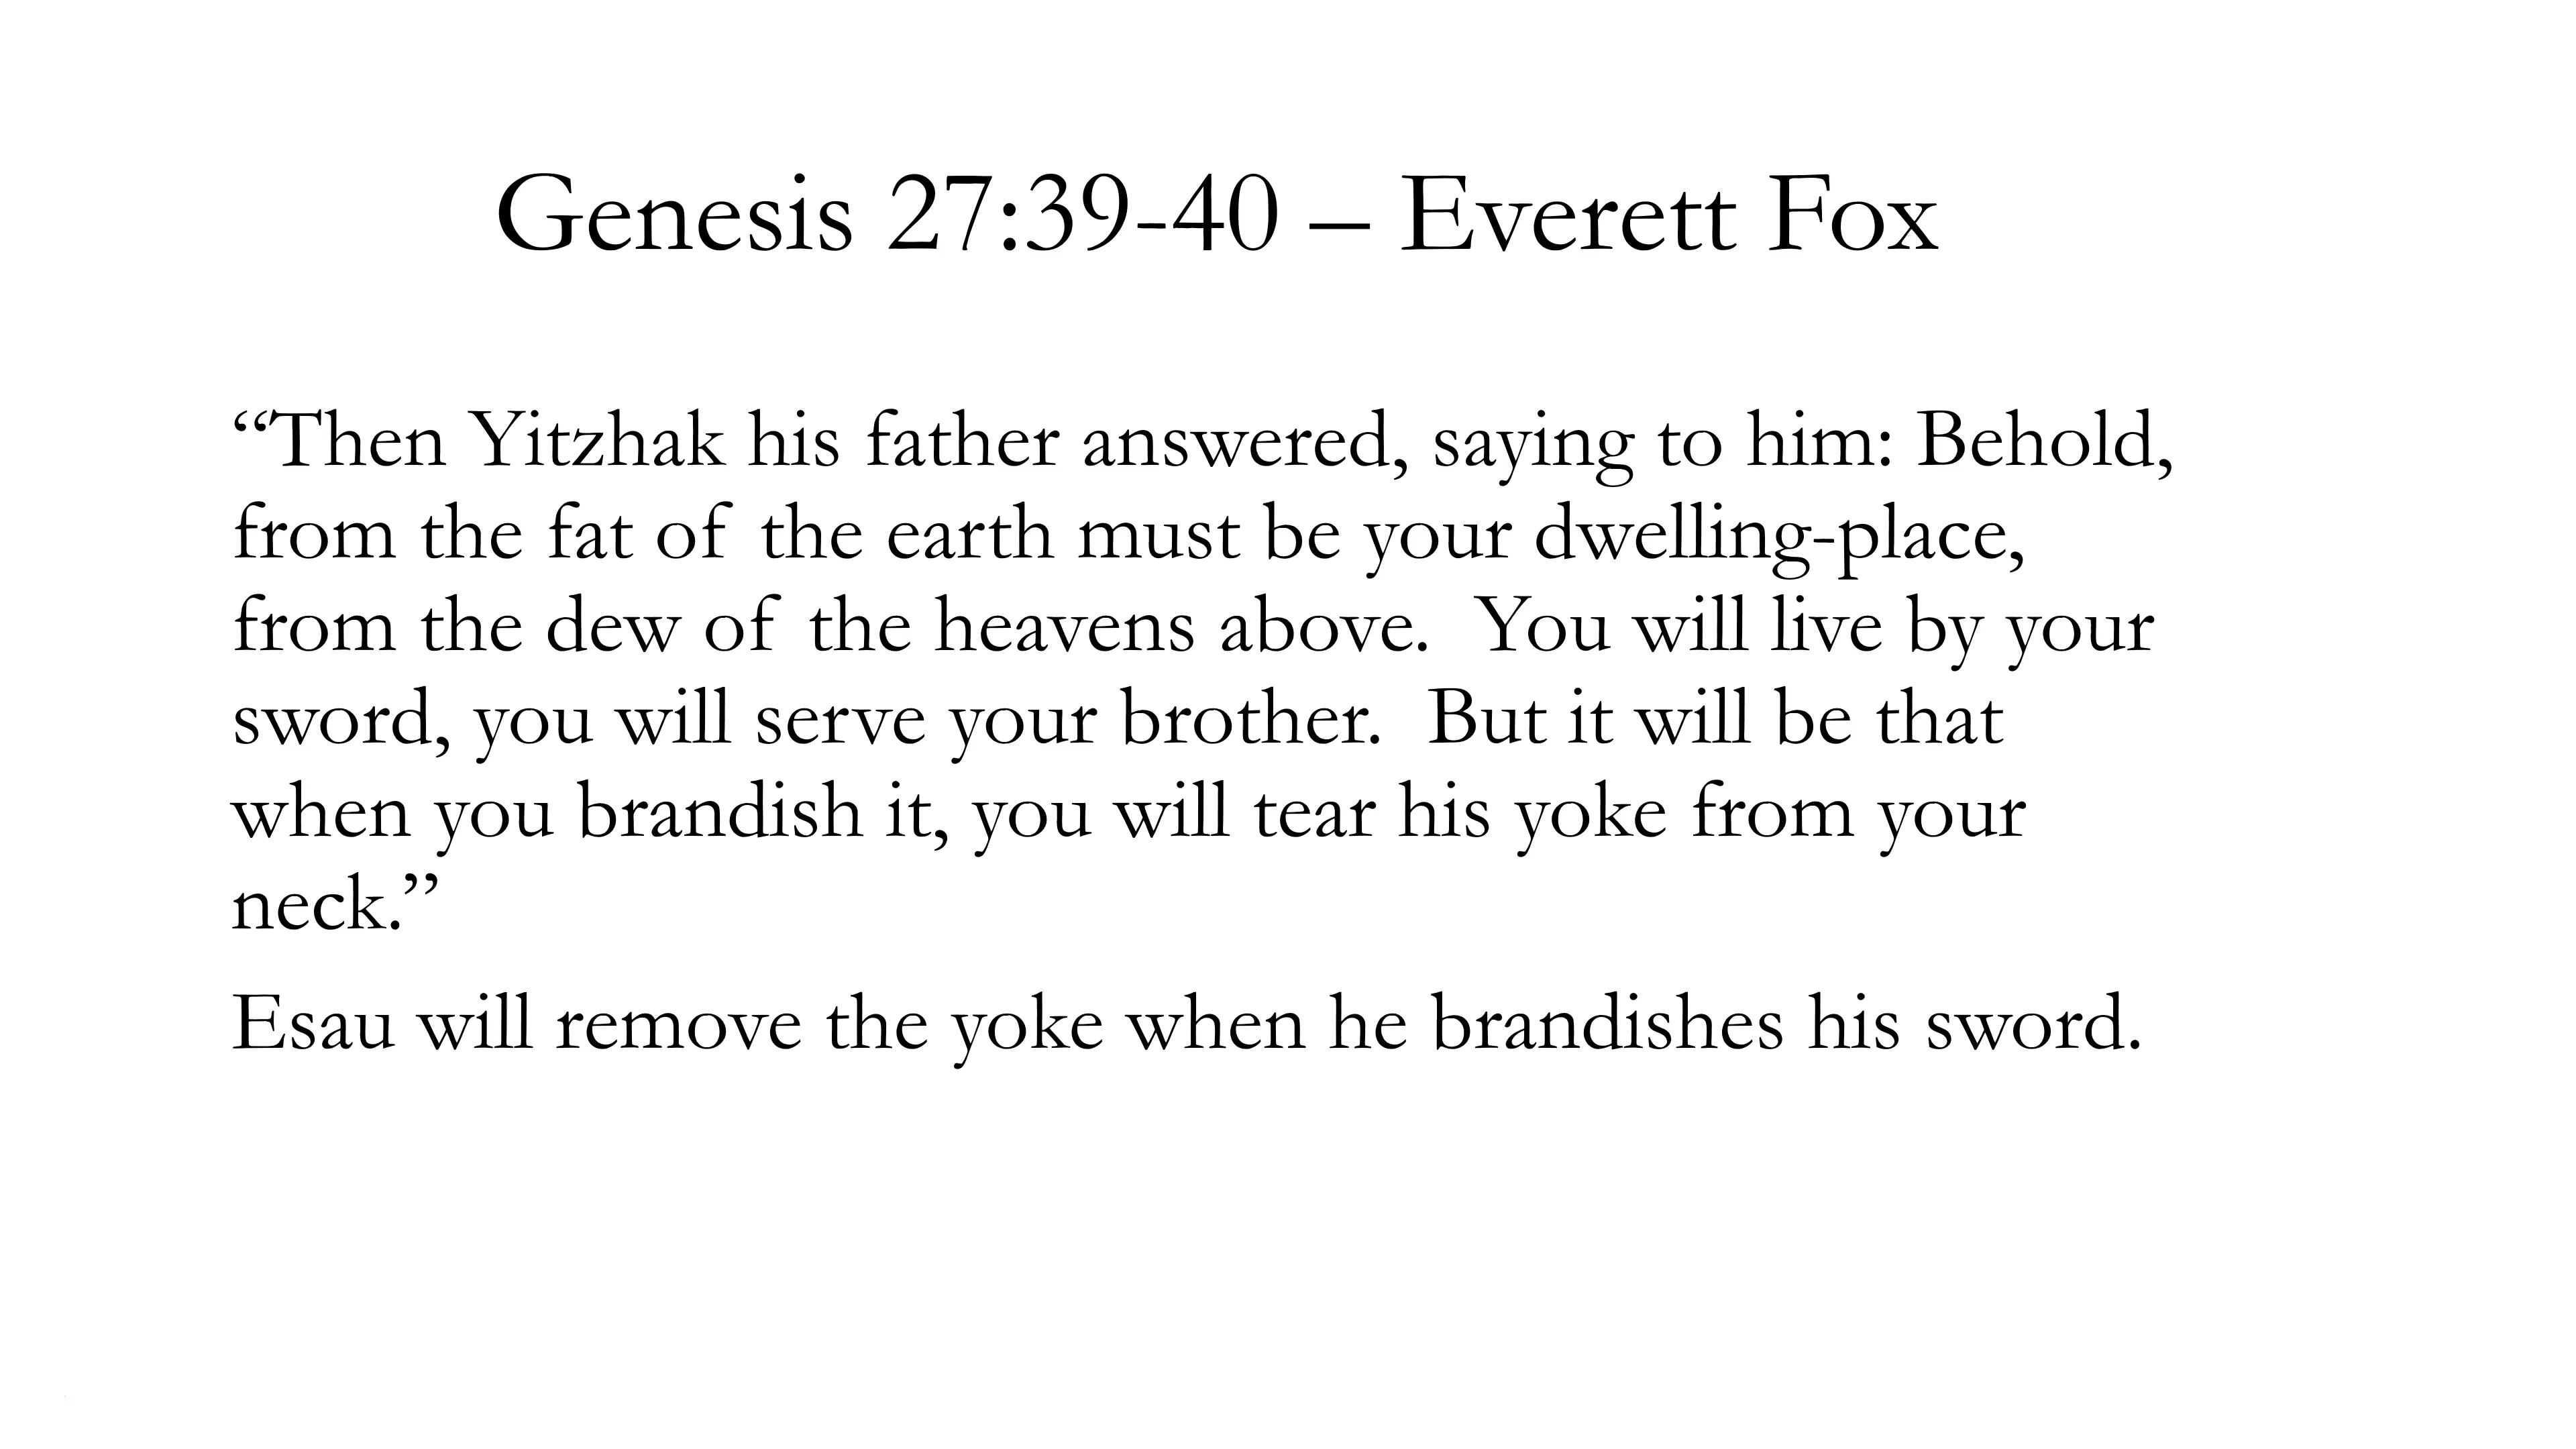 Genesis 27:39-40 – Everett Fox
“Then Yitzhak his father answered, saying to him: Behold,
from the fat of the earth must be your dwelling-place,
from the dew of the heavens above.  You will live by your
sword, you will serve your brother.  But it will be that
when you brandish it, you will tear his yoke from your
neck.”
Esau will remove the yoke when he brandishes his sword.